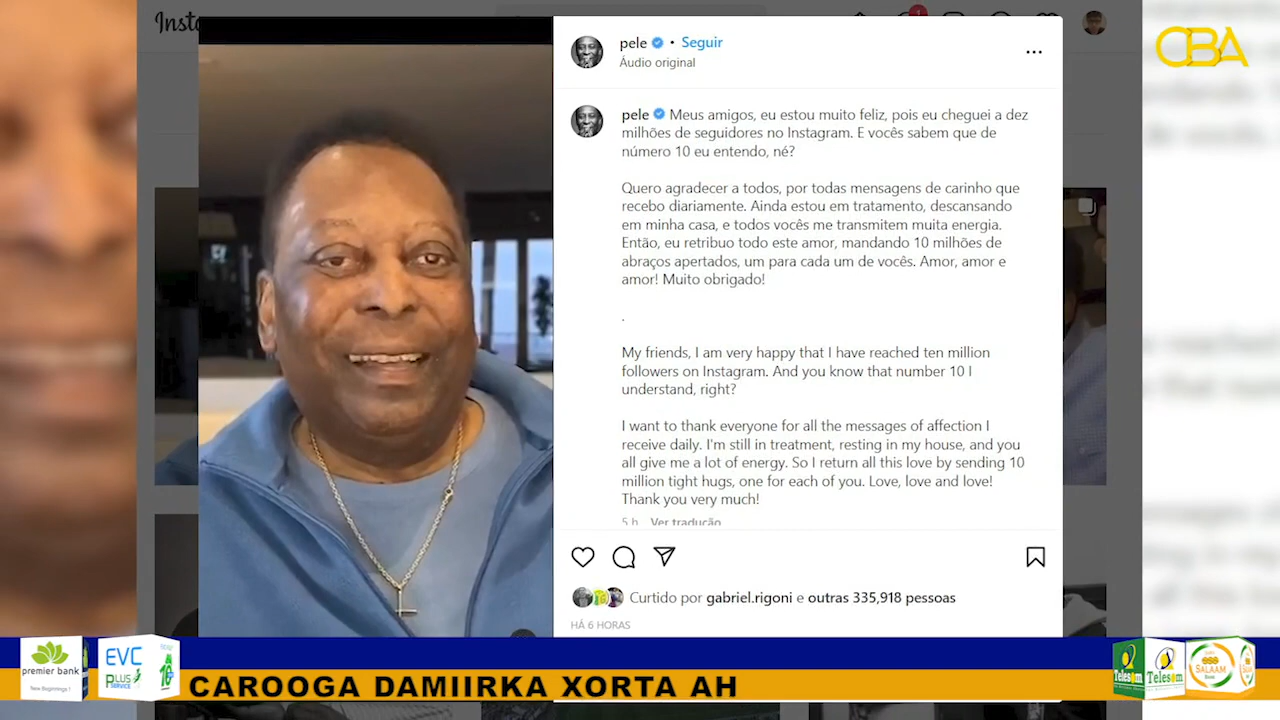 Insta
1
CBA
pele • Seguir
Áudio original
...
pele Meus amigos, eu estou muito feliz, pois eu cheguei a dez
milhões de seguidores no Instagram. E vocês sabem que de
número 10 eu entendo, né?
Quero agradecer a todos, por todas mensagens de carinho que
recebo diariamente. Ainda estou em tratamento, descansando
em minha casa, e todos vocês me transmitem muita energia.
Então, eu retribuo todo este amor, mandando 10 milhões de
abraços apertados, um para cada um de vocês. Amor, amor e
amor! Muito obrigado!
.
My friends, I am very happy that I have reached ten million
followers on Instagram. And you know that number 10 I
understand, right?
I want to thank everyone for all the messages of affection I
receive daily. I'm still in treatment, resting in my house, and you
all give me a lot of energy. So I return all this love by sending 10
million tight hugs, one for each of you. Love, love and love!
Thank you very much!
5 h Ver tradução
Curtido por gabriel.rigoni e outras 335,918 pessoas
HÁ 6 HORAS
premier bank
New Beginnings !
EVC
PLUS
SERVICE
Telesom
Telesom
SALAAM
Bank
CAROOGA DAMIIRKA XORTA AH